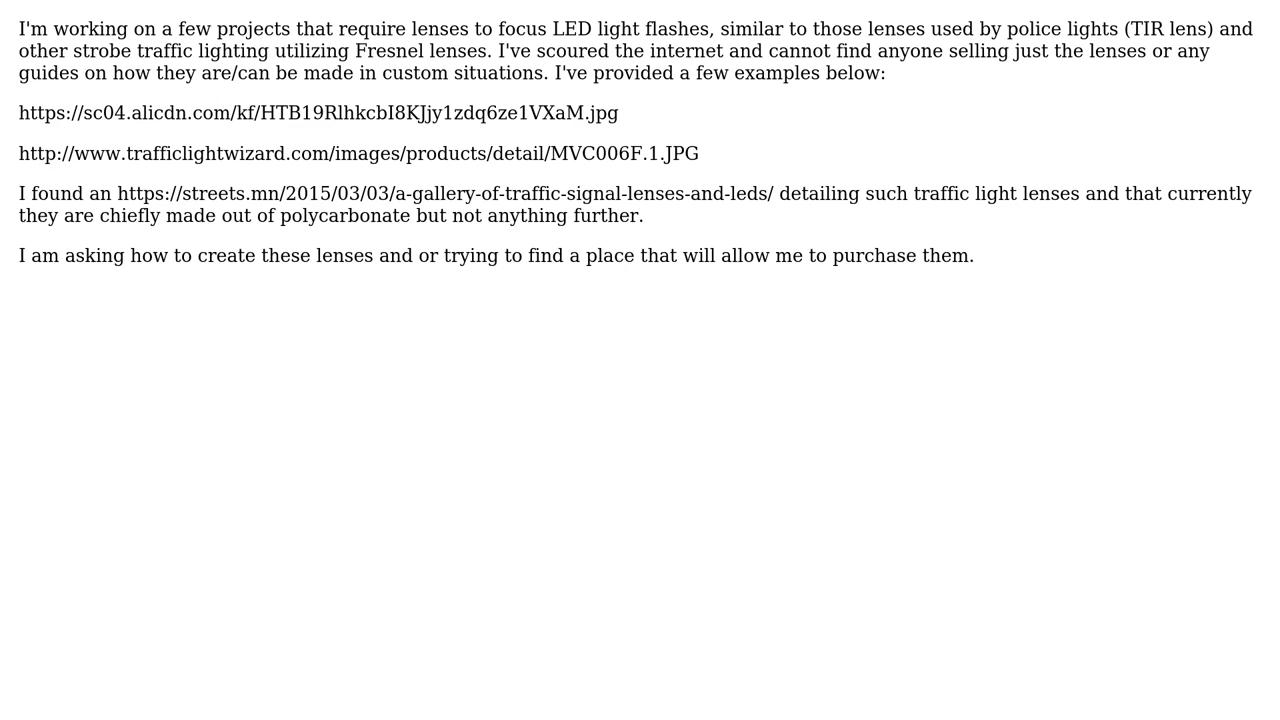 I'm working on a few projects that require lenses to focus LED light flashes, similar to those lenses used by police lights (TIR lens) and
other strobe traffic lighting utilizing Fresnel lenses. I've scoured the internet and cannot find anyone selling just the lenses or any
guides on how they are/can be made in custom situations. I've provided a few examples below:
https://sc04.alicdn.com/kf/HTB19RlhkcbI8KJjy1zdq6ze1VXaM.jpg
http://www.trafficlightwizard.com/images/products/detail/MVC006F.1.JPG
I found an https://streets.mn/2015/03/03/a-gallery-of-traffic-signal-lenses-and-leds/ detailing such traffic light lenses and that currently
they are chiefly made out of polycarbonate but not anything further.
I am asking how to create these lenses and or trying to find a place that will allow me to purchase them.